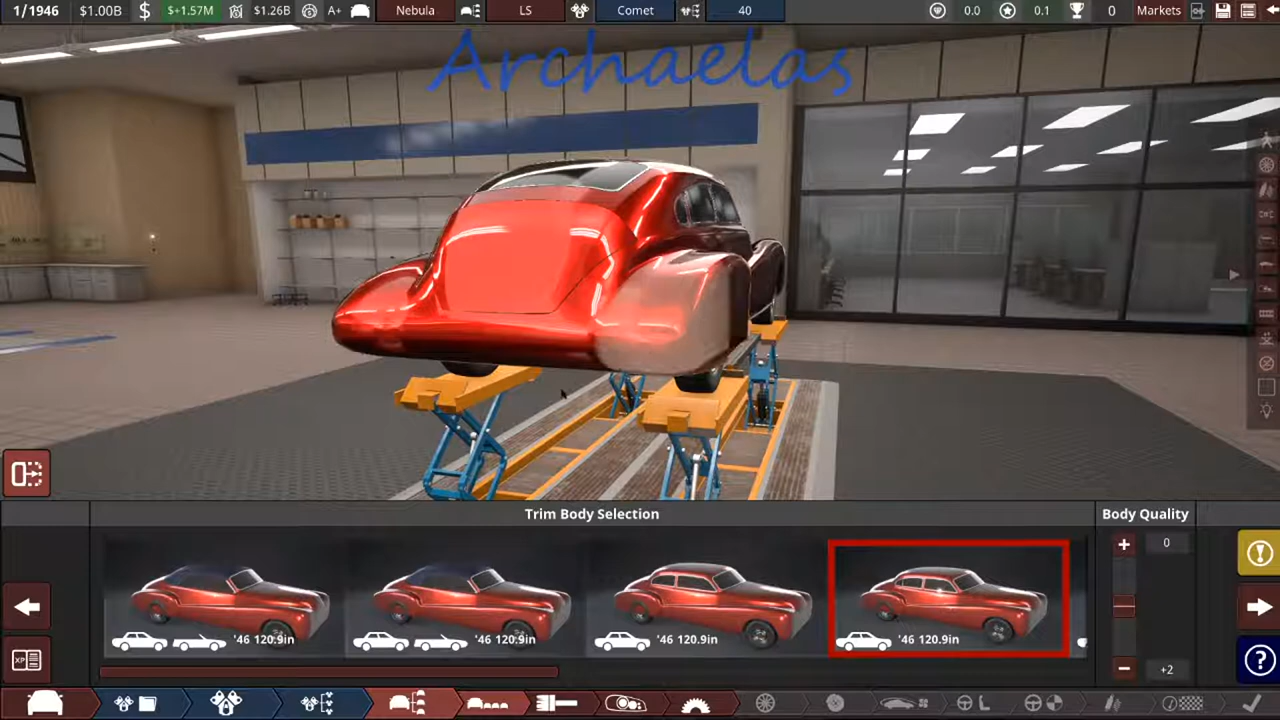 1/1946 $1.00B $+1.57M $1.26B A+ Nebula LS Comet 40 0.0 0.1 0 Markets
Archaelas
Trim Body Selection Body Quality
'46 120.9in '46 120.9in '46 120.9in '46 120.9in
+ 0
− +2
XP
?